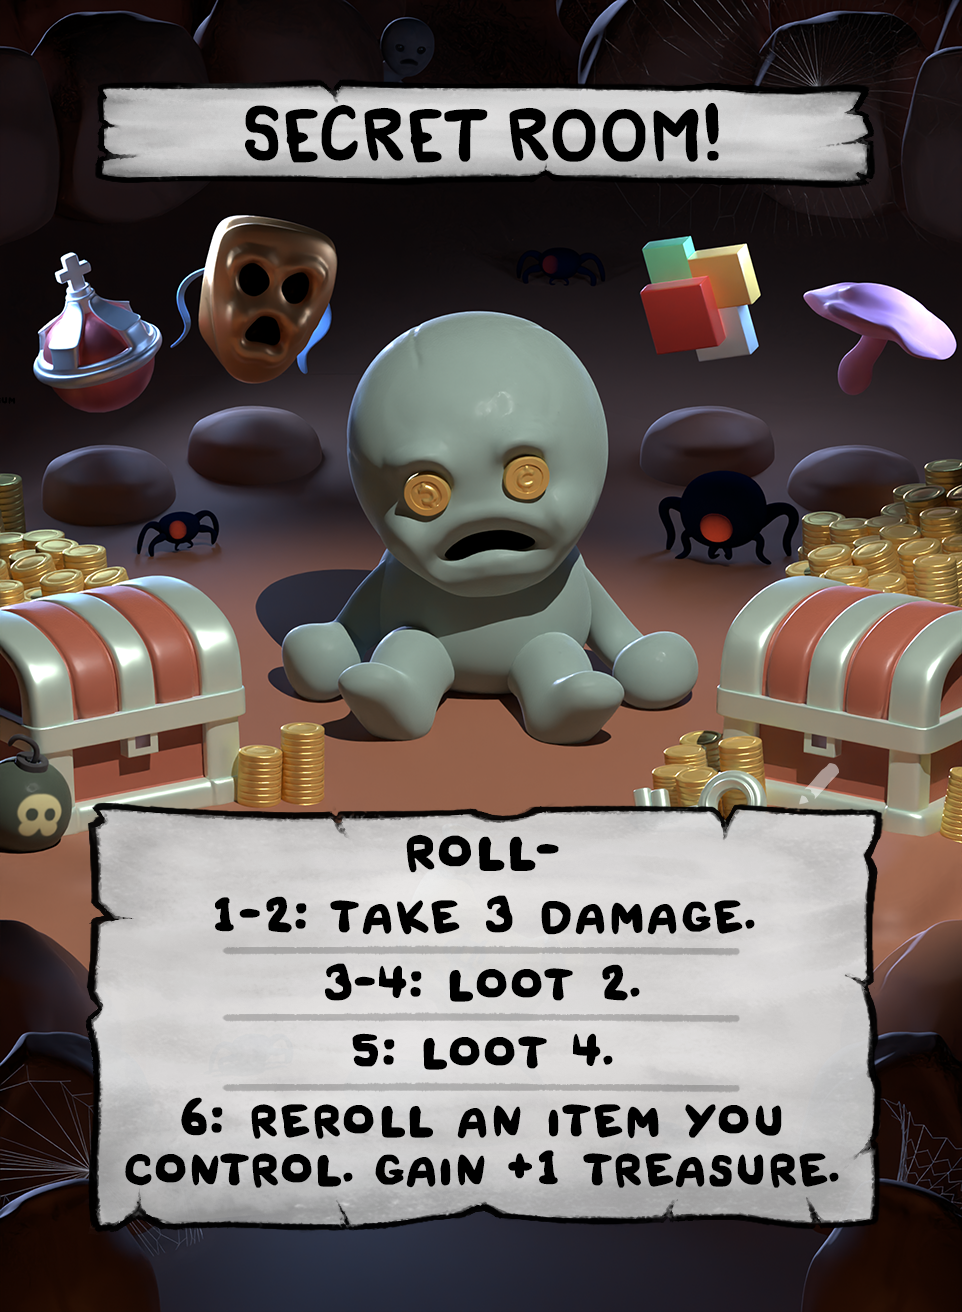 SECRET ROOM!
ROLL-
1-2: TAKE 3 DAMAGE.
3-4: LOOT 2.
5: LOOT 4.
6: REROLL AN ITEM YOU
CONTROL. GAIN +1 TREASURE.